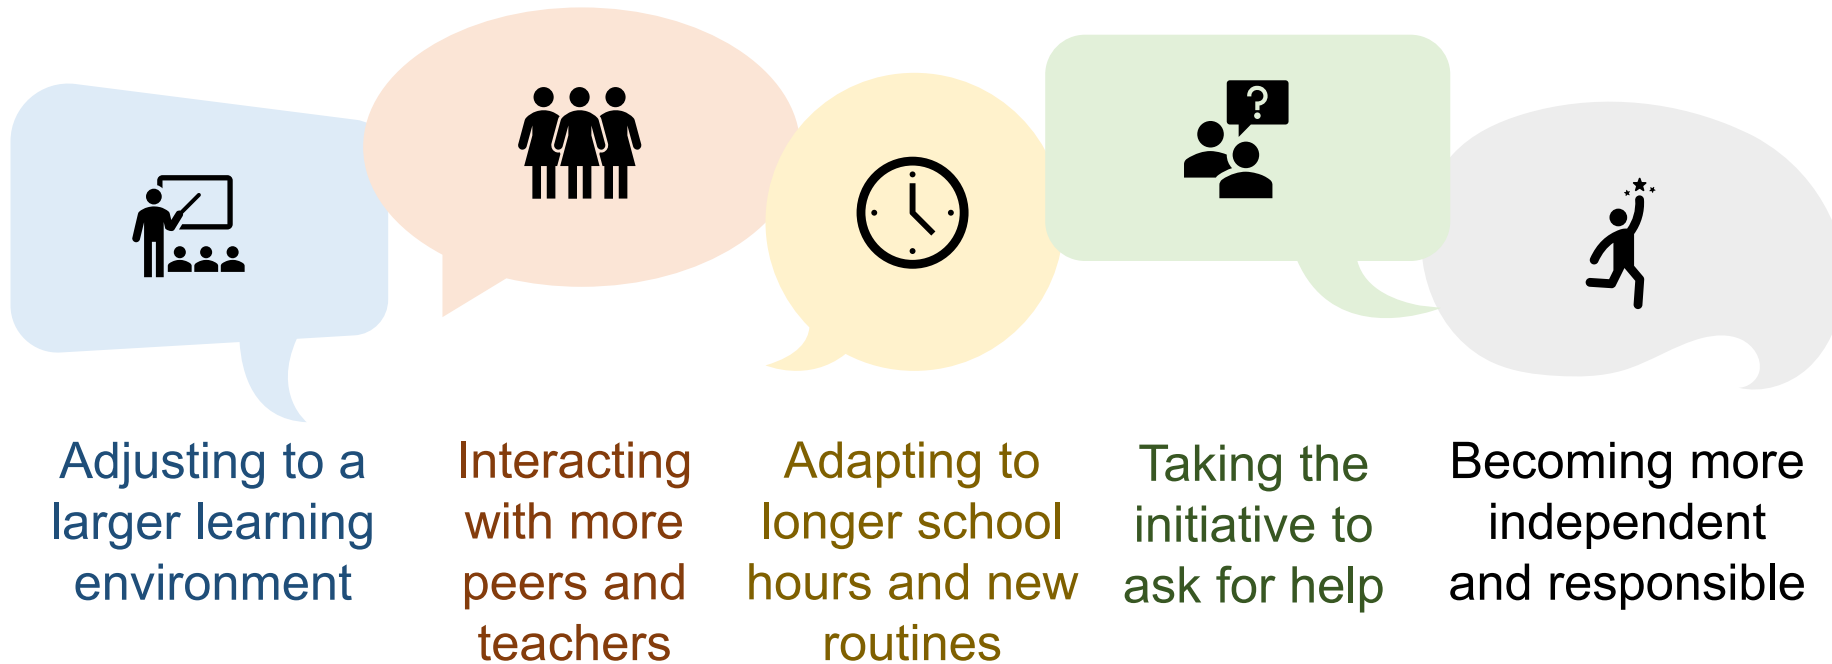 ?
Adjusting to a
larger learning
environment
Interacting
with more
peers and
teachers
Adapting to
longer school
hours and new
routines
Taking the
initiative to
ask for help
Becoming more
independent
and responsible